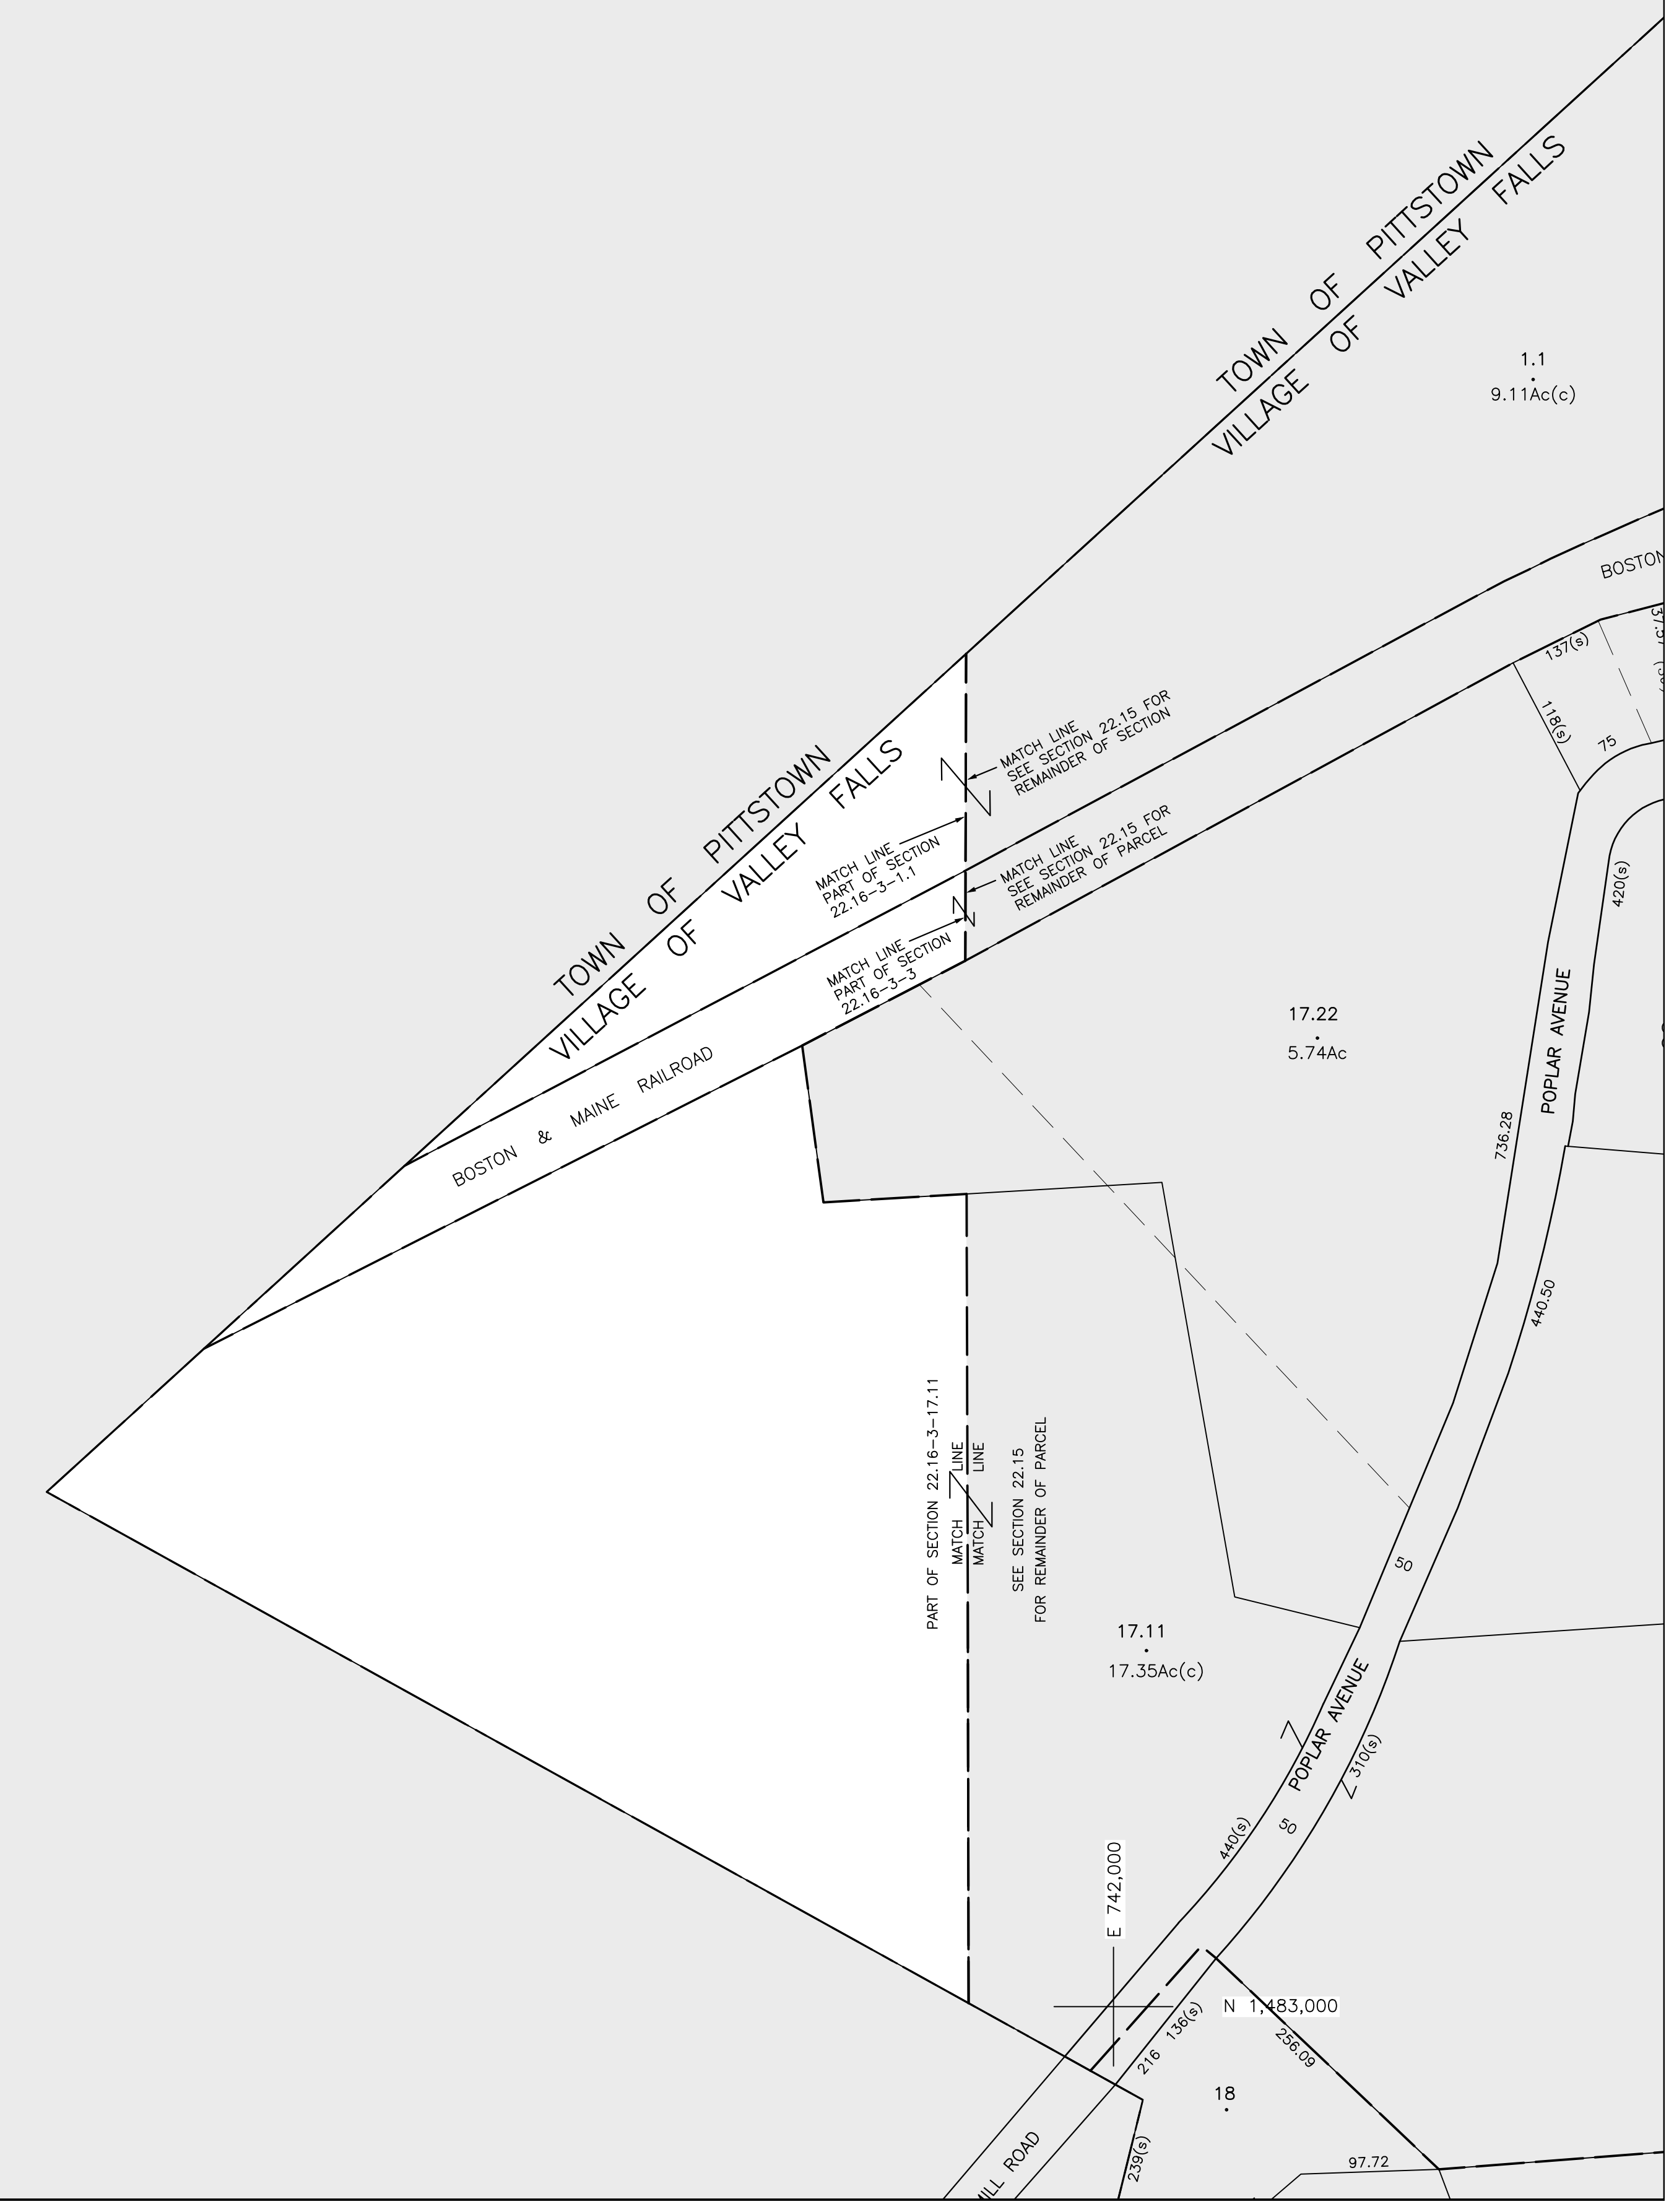 TOWN OF PITTSTOWN
VILLAGE OF VALLEY FALLS
1.1
9.11Ac(c)
BOSTON
137(s)
118(s)
75
420(s)
MATCH LINE
SEE SECTION 22.15 FOR
REMAINDER OF SECTION
TOWN OF PITTSTOWN
VILLAGE OF VALLEY FALLS
MATCH LINE
PART OF SECTION
22.16-3-1.1
MATCH LINE
SEE SECTION 22.15 FOR
REMAINDER OF PARCEL
MATCH LINE
PART OF SECTION
22.16-3-3
BOSTON & MAINE RAILROAD
17.22
5.74Ac
POPLAR AVENUE
736.28
440.50
PART OF SECTION 22.16-3-17.11
MATCH LINE
MATCH LINE
SEE SECTION 22.15
FOR REMAINDER OF PARCEL
50
17.11
17.35Ac(c)
POPLAR AVENUE
310(s)
50
440(s)
E 742,000
N 1,483,000
136(s)
216
256.09
18
239(s)
97.72
ROAD